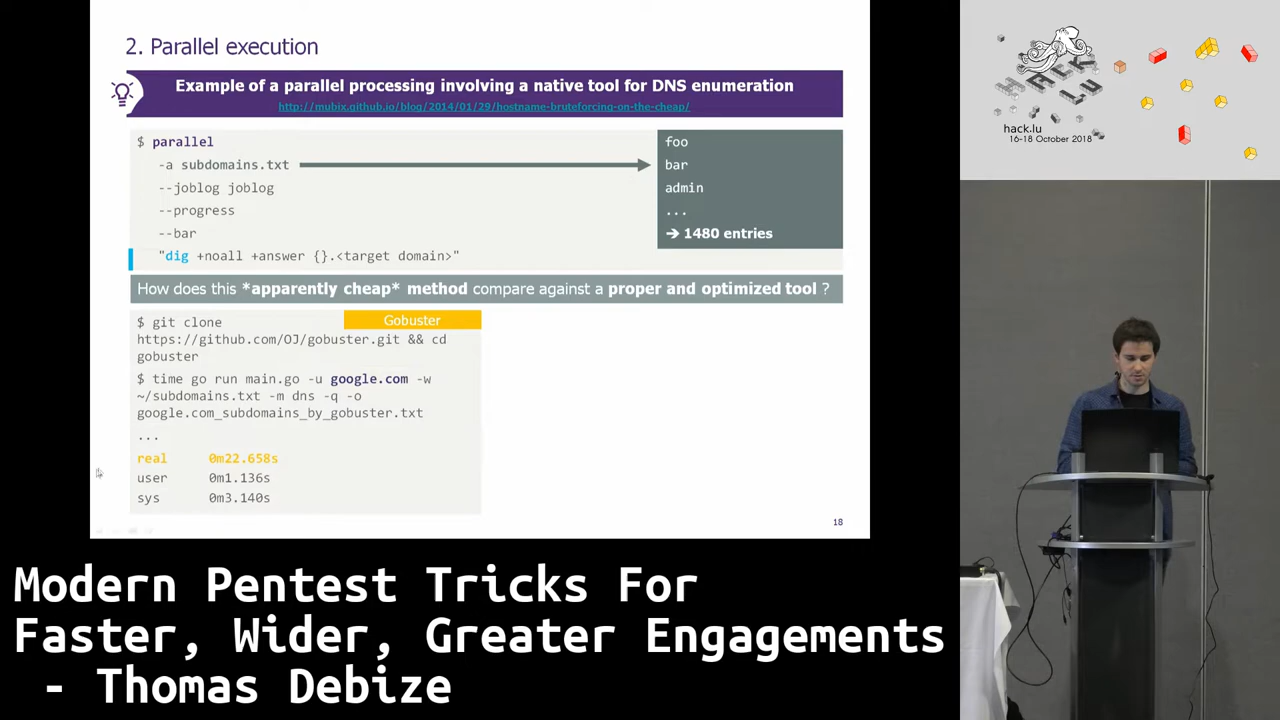 2. Parallel execution
Example of a parallel processing involving a native tool for DNS enumeration
http://mubix.github.io/blog/2014/01/29/hostname-bruteforcing-on-the-cheap/
$ parallel
-a subdomains.txt
--joblog joblog
--progress
--bar
"dig +noall +answer {}.<target domain>"
foo
bar
admin
...
→ 1480 entries
How does this *apparently cheap* method compare against a proper and optimized tool ?
Gobuster
$ git clone
https://github.com/OJ/gobuster.git && cd
gobuster
$ time go run main.go -u google.com -w
~/subdomains.txt -m dns -q -o
google.com_subdomains_by_gobuster.txt
...
real 0m22.658s
user 0m1.136s
sys 0m3.140s
18
HACK
LU
hack.lu
16-18 October 2018
Modern Pentest Tricks For
Faster, Wider, Greater Engagements
- Thomas Debize